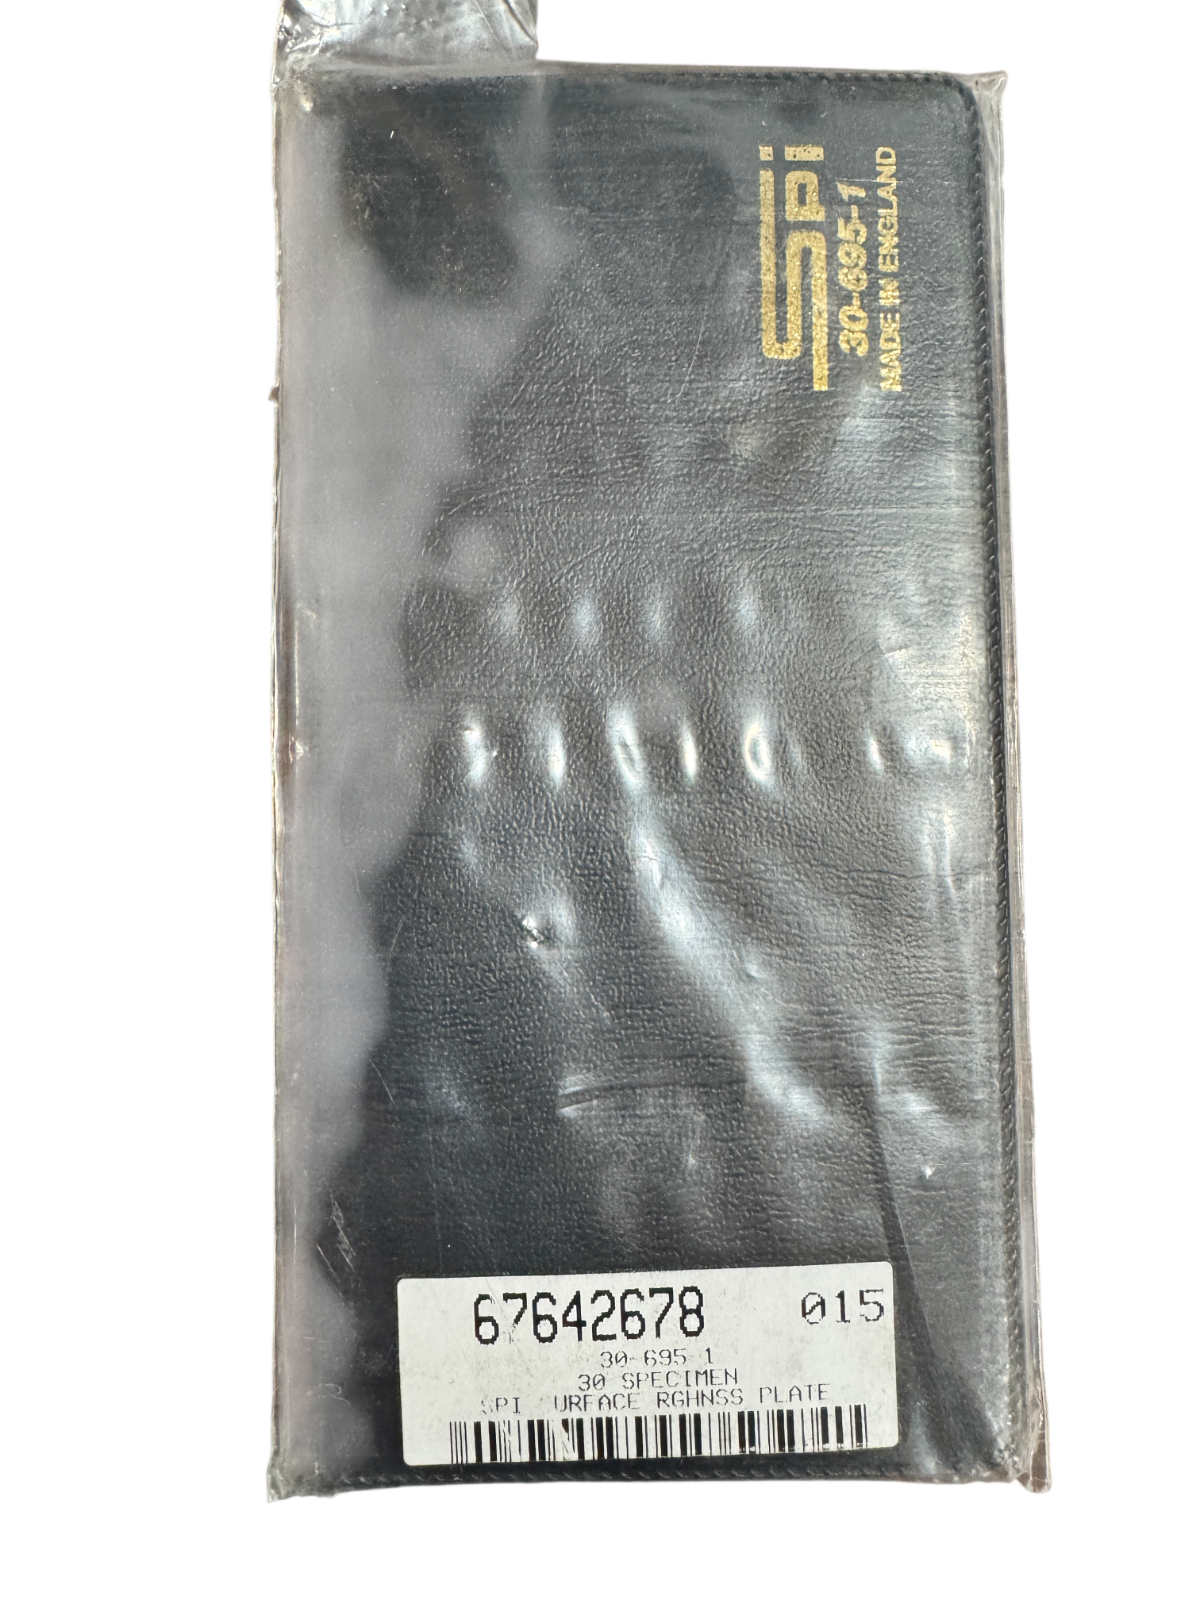 SPi
30-695-1
MADE IN ENGLAND
67642678 015
30-695-1
30 SPECIMEN
SPI URFACE RGHNSS PLATE